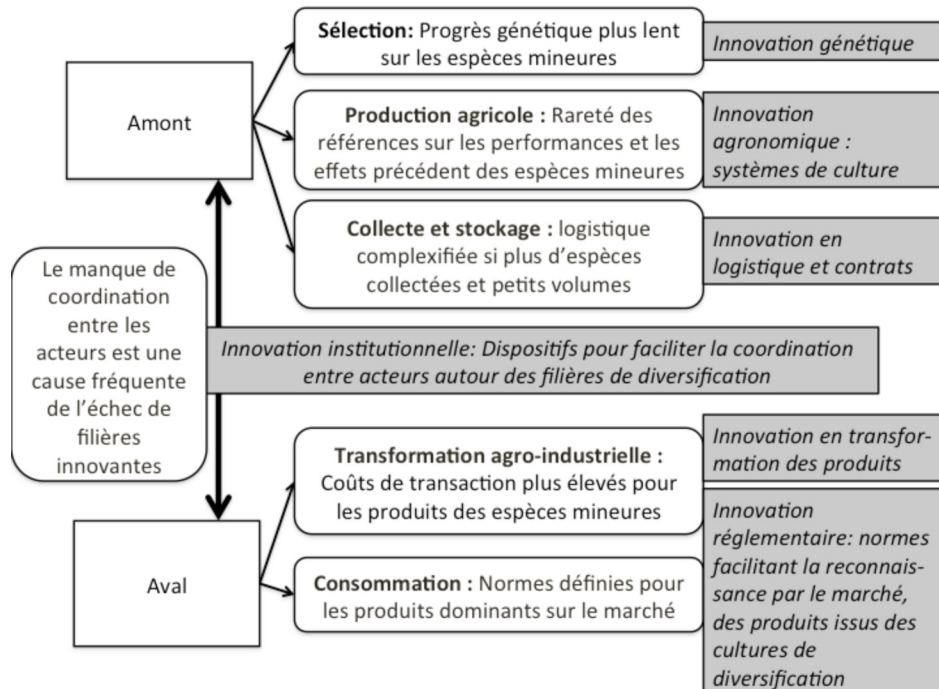 Sélection: Progrès génétique plus lent
sur les espèces mineures
Innovation génétique
Amont
Production agricole : Rareté des
références sur les performances et les
effets précédent des espèces mineures
Innovation
agronomique :
systèmes de culture
Collecte et stockage : logistique
complexifiée si plus d’espèces
collectées et petits volumes
Innovation en
logistique et contrats
Le manque de
coordination
entre les
acteurs est une
cause fréquente
de l’échec de
filières
innovantes
Innovation institutionnelle: Dispositifs pour faciliter la coordination
entre acteurs autour des filières de diversification
Transformation agro-industrielle :
Coûts de transaction plus élevés pour
les produits des espèces mineures
Innovation en transfor-
mation des produits
Aval
Consommation : Normes définies pour
les produits dominants sur le marché
Innovation
réglementaire: normes
facilitant la reconnais-
sance par le marché,
des produits issus des
cultures de
diversification